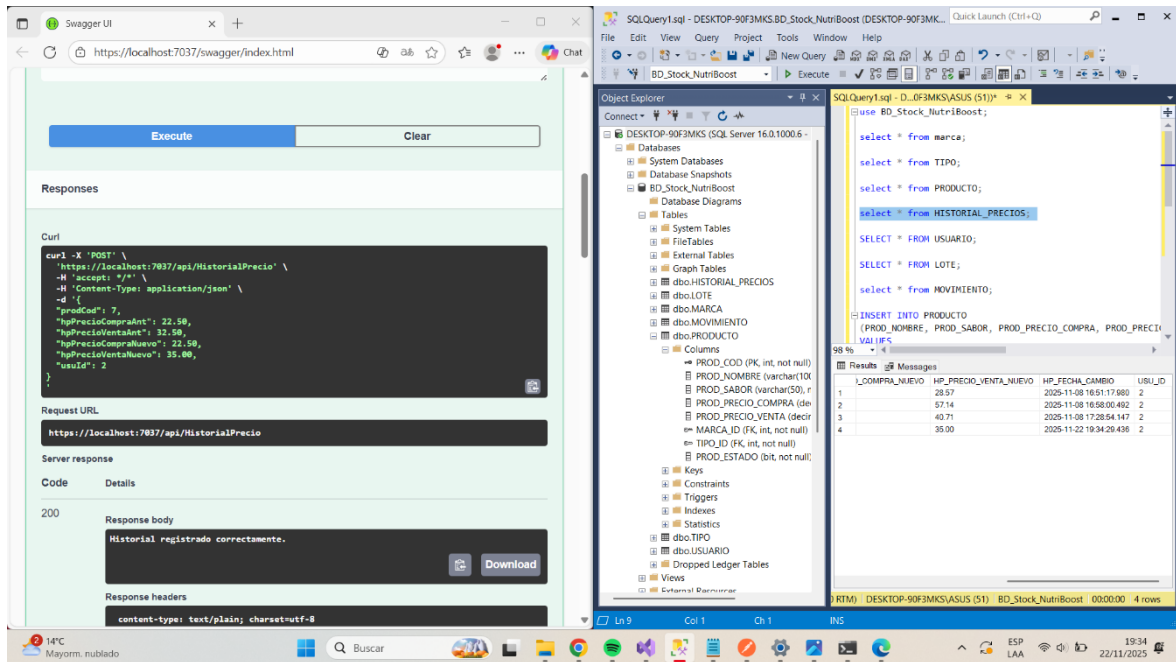 Swagger UI
https://localhost:7037/swagger/index.html
Chat
Execute
Clear
Responses
Curl
curl -X 'POST' \
'https://localhost:7037/api/HistorialPrecio' \
-H 'accept: */*' \
-H 'Content-Type: application/json' \
-d '{
"prodCod": 7,
"hpPrecioCompraAnt": 22.50,
"hpPrecioVentaAnt": 32.50,
"hpPrecioCompraNuevo": 22.50,
"hpPrecioVentaNuevo": 35.00,
"usuId": 2
}
'
Request URL
https://localhost:7037/api/HistorialPrecio
Server response
Code Details
200
Response body
Historial registrado correctamente.
Download
Response headers
content-type: text/plain; charset=utf-8
SQLQuery1.sql - DESKTOP-90F3MKS.BD_Stock_NutriBoost (DESKTOP-90F3MK...
Quick Launch (Ctrl+Q)
File Edit View Query Project Tools Window Help
New Query
BD_Stock_NutriBoost
Execute
Object Explorer
Connect
DESKTOP-90F3MKS (SQL Server 16.0.1000.6 -
Databases
System Databases
Database Snapshots
BD_Stock_NutriBoost
Database Diagrams
Tables
System Tables
FileTables
External Tables
Graph Tables
dbo.HISTORIAL_PRECIOS
dbo.LOTE
dbo.MARCA
dbo.MOVIMIENTO
dbo.PRODUCTO
Columns
PROD_COD (PK, int, not null)
PROD_NOMBRE (varchar(100
PROD_SABOR (varchar(50), n
PROD_PRECIO_COMPRA (de
PROD_PRECIO_VENTA (decir
MARCA_ID (FK, int, not null)
TIPO_ID (FK, int, not null)
PROD_ESTADO (bit, not null)
Keys
Constraints
Triggers
Indexes
Statistics
dbo.TIPO
dbo.USUARIO
Dropped Ledger Tables
Views
External Resources
SQLQuery1.sql - D...0F3MKS\ASUS (51))*
use BD_Stock_NutriBoost;
select * from marca;
select * from TIPO;
select * from PRODUCTO;
select * from HISTORIAL_PRECIOS;
SELECT * FROM USUARIO;
SELECT * FROM LOTE;
select * from MOVIMIENTO;
INSERT INTO PRODUCTO
(PROD_NOMBRE, PROD_SABOR, PROD_PRECIO_COMPRA, PROD_PRECI
VALUES
98 %
Results Messages
_COMPRA_NUEVO HP_PRECIO_VENTA_NUEVO HP_FECHA_CAMBIO USU_ID
1 28.57 2025-11-08 16:51:17.980 2
2 57.14 2025-11-08 16:58:00.492 2
3 40.71 2025-11-08 17:28:54.147 2
4 35.00 2025-11-22 19:34:29.436 2
RTM) DESKTOP-90F3MKS\ASUS (51) BD_Stock_NutriBoost 00:00:00 4 rows
Ln 9 Col 1 Ch 1 INS
2
14°C
Mayorm. nublado
Buscar
ESP
LAA
19:34
22/11/2025